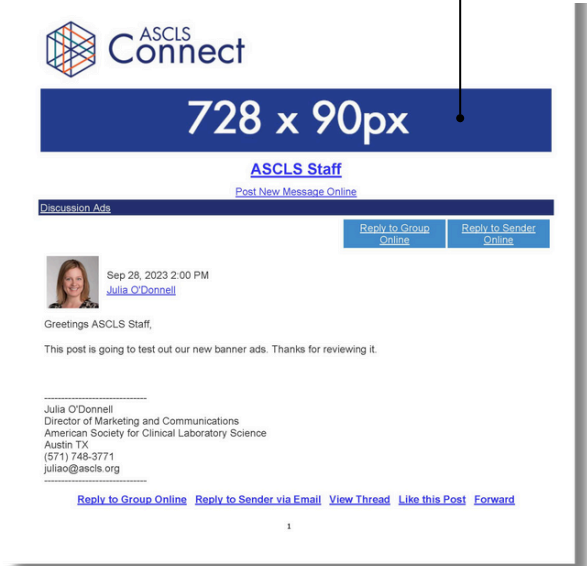 ASCLS
Connect
728 x 90px
ASCLS Staff
Post New Message Online
Discussion Ads
Reply to Group Online
Reply to Sender Online
Sep 28, 2023 2:00 PM
Julia O'Donnell
Greetings ASCLS Staff,
This post is going to test out our new banner ads. Thanks for reviewing it.
------------------------------
Julia O'Donnell
Director of Marketing and Communications
American Society for Clinical Laboratory Science
Austin TX
(571) 748-3771
juliao@ascls.org
------------------------------
Reply to Group Online Reply to Sender via Email View Thread Like this Post Forward
1